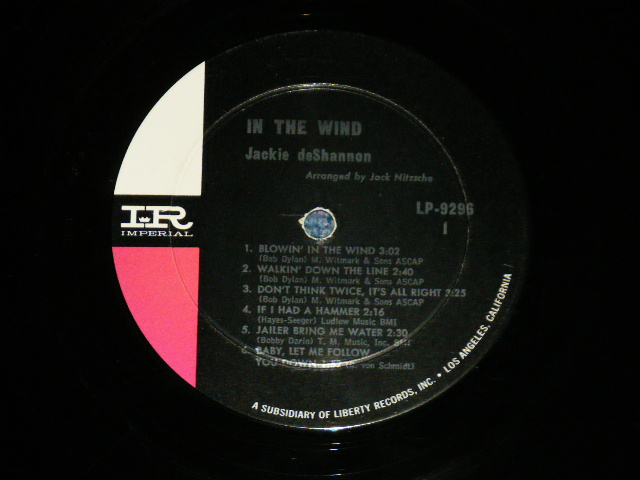 IN THE WIND
Jackie deShannon
Arranged by Jack Nitzsche
LP-9296
1
IR
IMPERIAL
1. BLOWIN' IN THE WIND 3:02
(Bob Dylan) M. Witmark & Sons ASCAP
2. WALKIN' DOWN THE LINE 2:40
(Bob Dylan) M. Witmark & Sons ASCAP
3. DON'T THINK TWICE, IT'S ALL RIGHT 3:25
(Bob Dylan) M. Witmark & Sons ASCAP
4. IF I HAD A HAMMER 2:16
(Hayes-Seeger) Ludlow Music BMI
5. JAILER BRING ME WATER 2:30
(Bobby Darin) T. M. Music, Inc. BMI
6. BABY, LET ME FOLLOW
YOU DOWN von Schmidt)
A SUBSIDIARY OF LIBERTY RECORDS, INC. • LOS ANGELES, CALIFORNIA